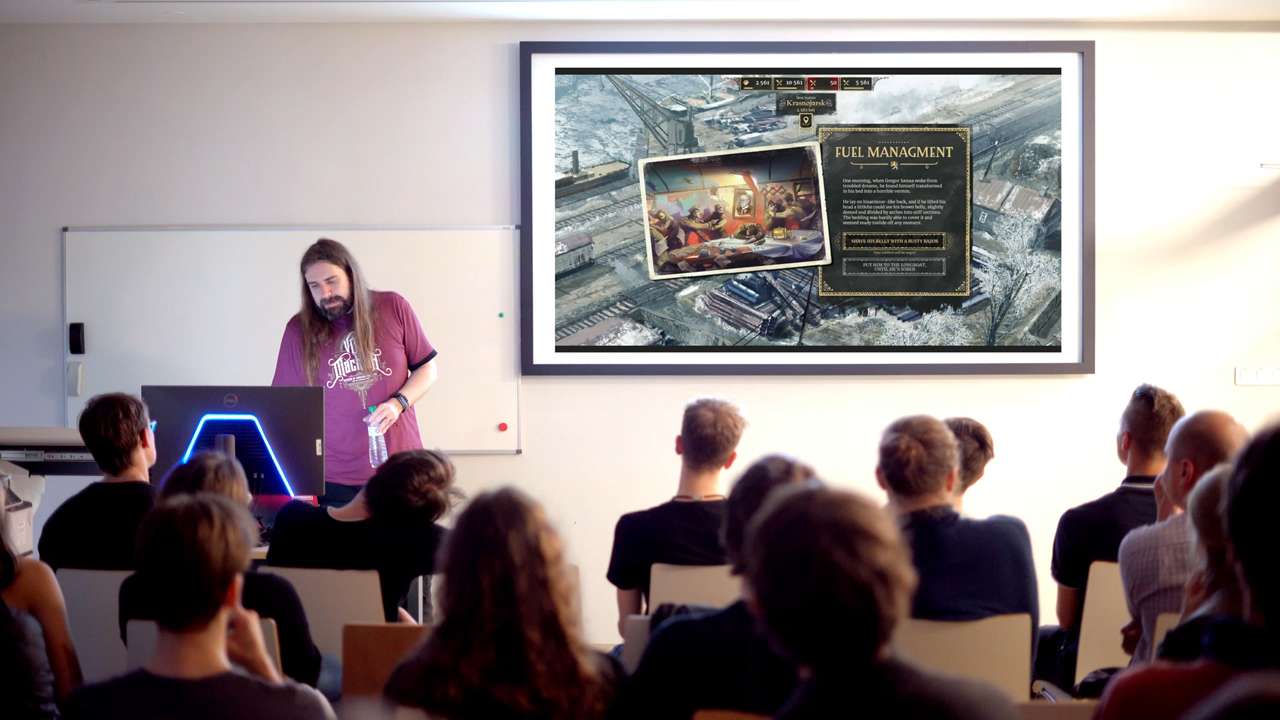 2 561
10 561
50
5 561
Krasnojarsk
FUEL MANAGMENT
One morning, when Gregor Samsa woke from
troubled dreams, he found himself transformed
in his bed into a horrible vermin.
He lay on his armour-like back, and if he lifted his
head a little he could see his brown belly, slightly
domed and divided by arches into stiff sections.
The bedding was hardly able to cover it and
seemed ready to slide off any moment.
SHAVE HIS BELLY WITH A RUSTY RAZOR
PUT HIM TO THE LONGBOAT,
UNTIL HE'S SOBER
DELL